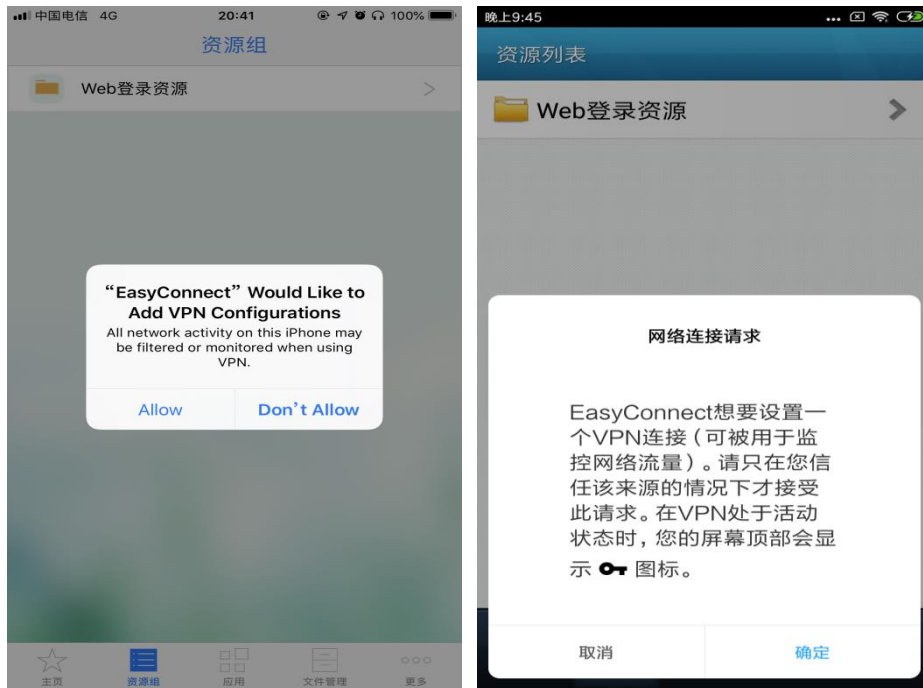 中国电信 4G 20:41 100%
资源组
Web登录资源
“EasyConnect” Would Like to
Add VPN Configurations
All network activity on this iPhone may
be filtered or monitored when using
VPN.
Allow Don't Allow
主页 资源组 应用 文件管理 更多
晚上9:45
资源列表
Web登录资源
网络连接请求
EasyConnect想要设置一
个VPN连接（可被用于监
控网络流量）。请只在您信
任该来源的情况下才接受
此请求。在VPN处于活动
状态时，您的屏幕顶部会显
示 图标。
取消 确定